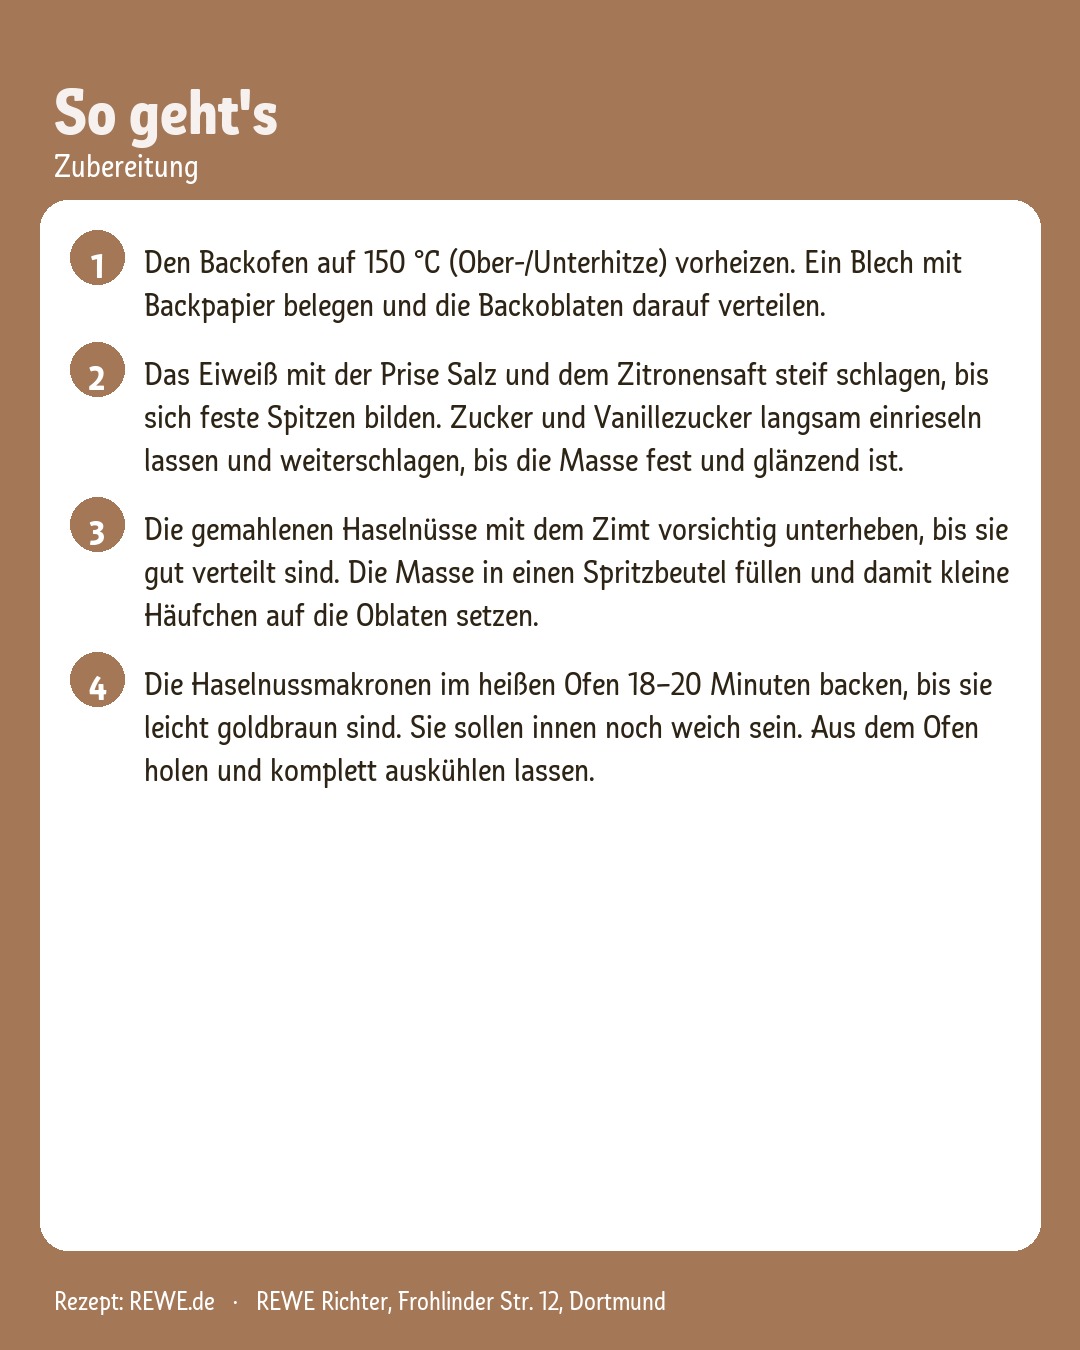 So geht's
Zubereitung
1 Den Backofen auf 150 °C (Ober-/Unterhitze) vorheizen. Ein Blech mit
Backpapier belegen und die Backoblaten darauf verteilen.
2 Das Eiweiß mit der Prise Salz und dem Zitronensaft steif schlagen, bis
sich feste Spitzen bilden. Zucker und Vanillezucker langsam einrieseln
lassen und weiterschlagen, bis die Masse fest und glänzend ist.
3 Die gemahlenen Haselnüsse mit dem Zimt vorsichtig unterheben, bis sie
gut verteilt sind. Die Masse in einen Spritzbeutel füllen und damit kleine
Häufchen auf die Oblaten setzen.
4 Die Haselnussmakronen im heißen Ofen 18–20 Minuten backen, bis sie
leicht goldbraun sind. Sie sollen innen noch weich sein. Aus dem Ofen
holen und komplett auskühlen lassen.
Rezept: REWE.de · REWE Richter, Frohlinder Str. 12, Dortmund